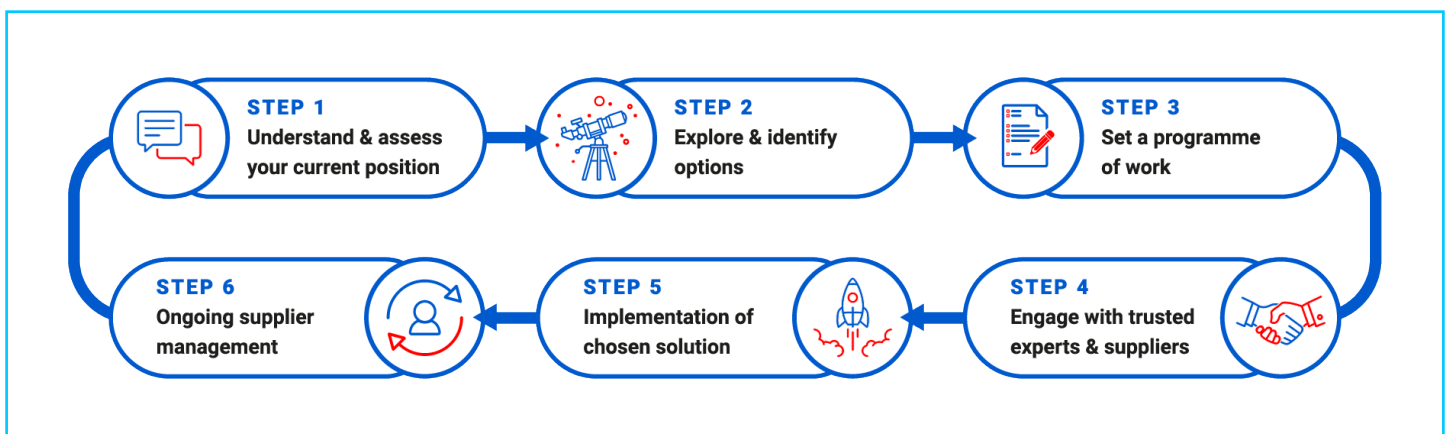 STEP 1
Understand & assess
your current position
STEP 2
Explore & identify
options
STEP 3
Set a programme
of work
STEP 4
Engage with trusted
experts & suppliers
STEP 5
Implementation of
chosen solution
STEP 6
Ongoing supplier
management